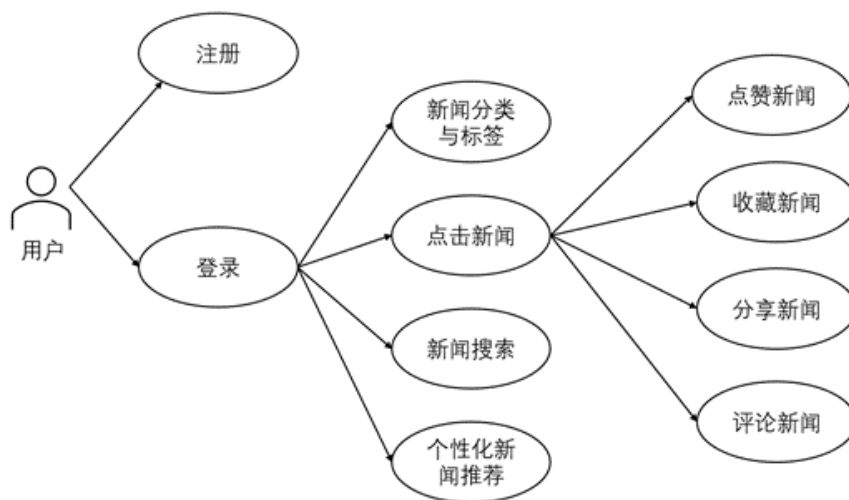 注册
用户
登录
新闻分类
与标签
点击新闻
新闻搜索
个性化新
闻推荐
点赞新闻
收藏新闻
分享新闻
评论新闻